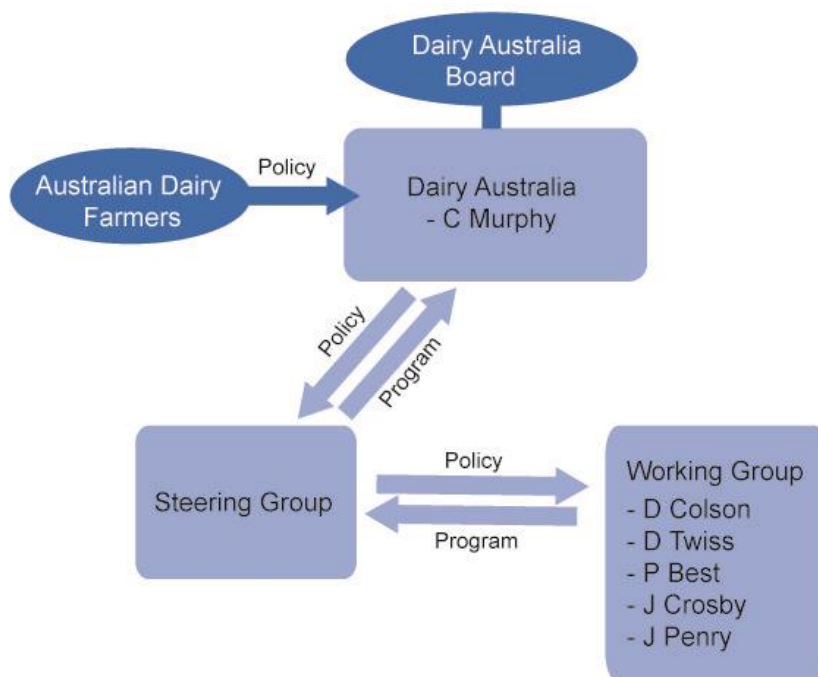 Dairy Australia
Board
Policy
Australian Dairy
Farmers
Dairy Australia
- C Murphy
Policy
Program
Steering Group
Policy
Program
Working Group
- D Colson
- D Twiss
- P Best
- J Crosby
- J Penry